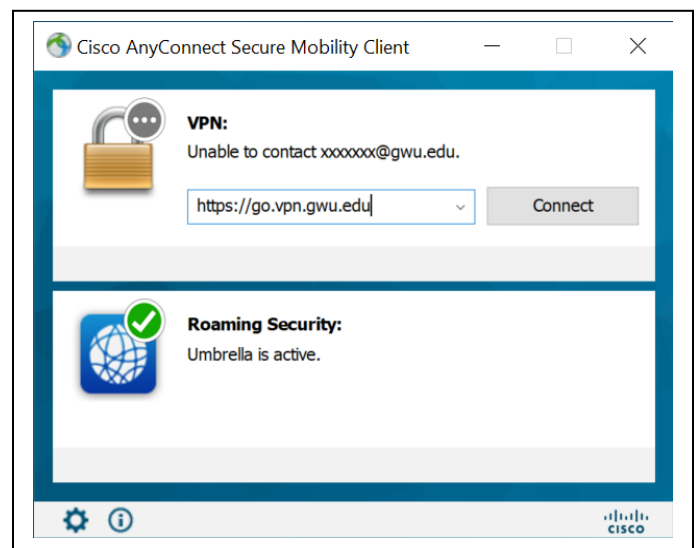 Cisco AnyConnect Secure Mobility Client
VPN:
Unable to contact xxxxxxx@gwu.edu.
https://go.vpn.gwu.edu
Connect
Roaming Security:
Umbrella is active.
CISCO